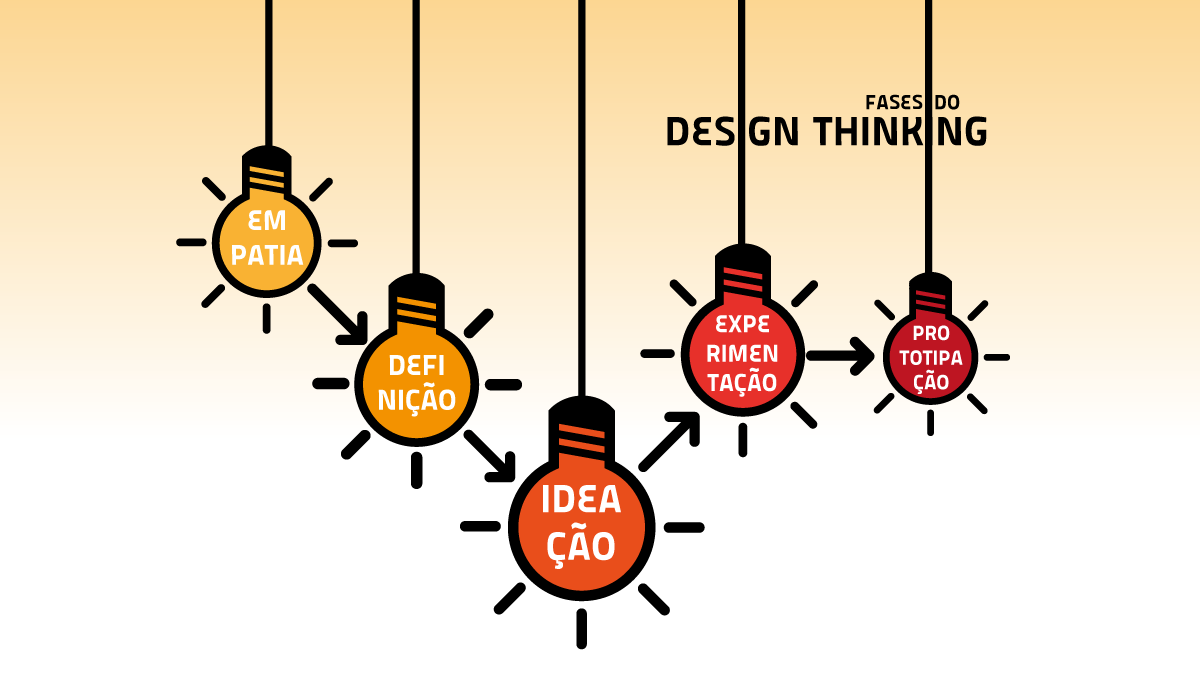 FASES DO
DESIGN THINKING
EM
PATIA
DEFI
NIÇÃO
IDEA
ÇÃO
EXPE
RIMEN
TAÇÃO
PRO
TOTIPA
ÇÃO